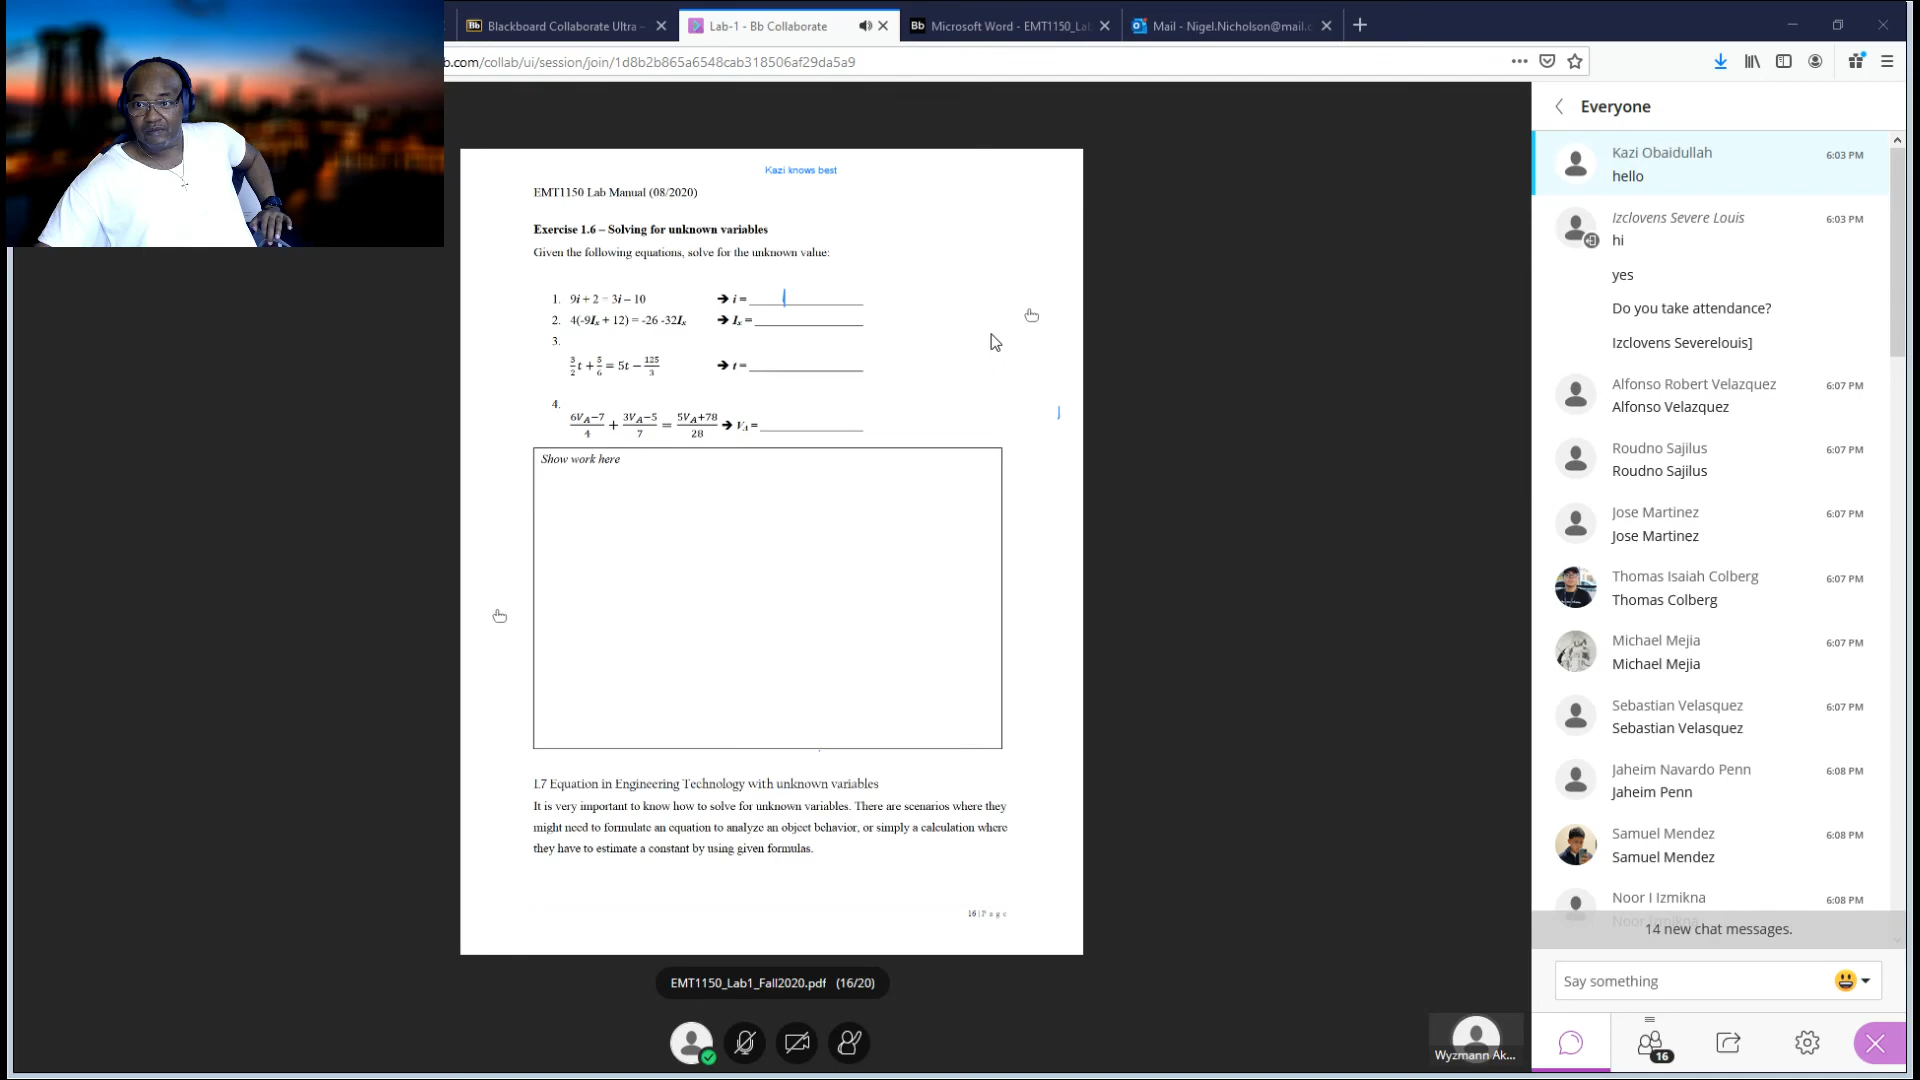 Blackboard Collaborate Ultra –
Lab-1 - Bb Collaborate
Microsoft Word - EMT1150_La
Mail - Nigel.Nicholson@mail.c
b.com/collab/ui/session/join/1d8b2b865a6548cab318506af29da5a9
Kazi knows best
EMT1150 Lab Manual (08/2020)
Exercise 1.6 – Solving for unknown variables
Given the following equations, solve for the unknown value:
1. 9i + 2 = 3i – 10 ➔ i = ____________
2. 4(-9Iₓ + 12) = -26 -32Iₓ ➔ Iₓ = ____________
3.
3/2 t + 5/6 = 5t − 125/3 ➔ t = ____________
4.
(6V_A−7)/4 + (3V_A−5)/7 = (5V_A+78)/28 ➔ V_A = ____________
Show work here
1.7 Equation in Engineering Technology with unknown variables
It is very important to know how to solve for unknown variables. There are scenarios where they
might need to formulate an equation to analyze an object behavior, or simply a calculation where
they have to estimate a constant by using given formulas.
16 | P a g e
EMT1150_Lab1_Fall2020.pdf (16/20)
Wyzmann Ak...
Everyone
Kazi Obaidullah 6:03 PM
hello
Izclovens Severe Louis 6:03 PM
hi
yes
Do you take attendance?
Izclovens Severelouis]
Alfonso Robert Velazquez 6:07 PM
Alfonso Velazquez
Roudno Sajilus 6:07 PM
Roudno Sajilus
Jose Martinez 6:07 PM
Jose Martinez
Thomas Isaiah Colberg 6:07 PM
Thomas Colberg
Michael Mejia 6:07 PM
Michael Mejia
Sebastian Velasquez 6:07 PM
Sebastian Velasquez
Jaheim Navardo Penn 6:08 PM
Jaheim Penn
Samuel Mendez 6:08 PM
Samuel Mendez
Noor I Izmikna 6:08 PM
Noor Izmikna
14 new chat messages.
Say something
16